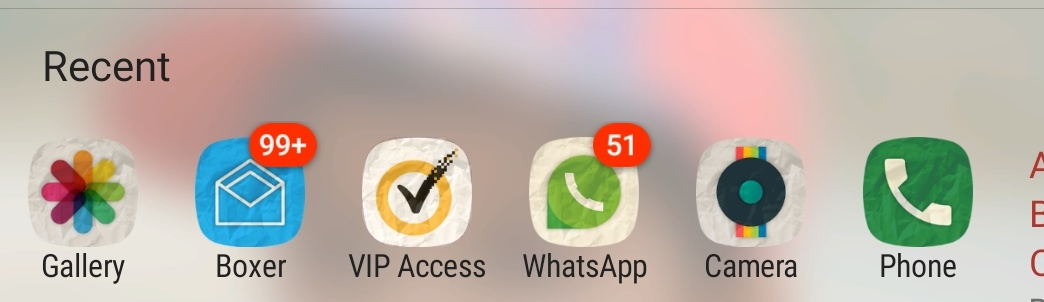 Recent
99+
51
Gallery Boxer VIP Access WhatsApp Camera Phone
A
B
C